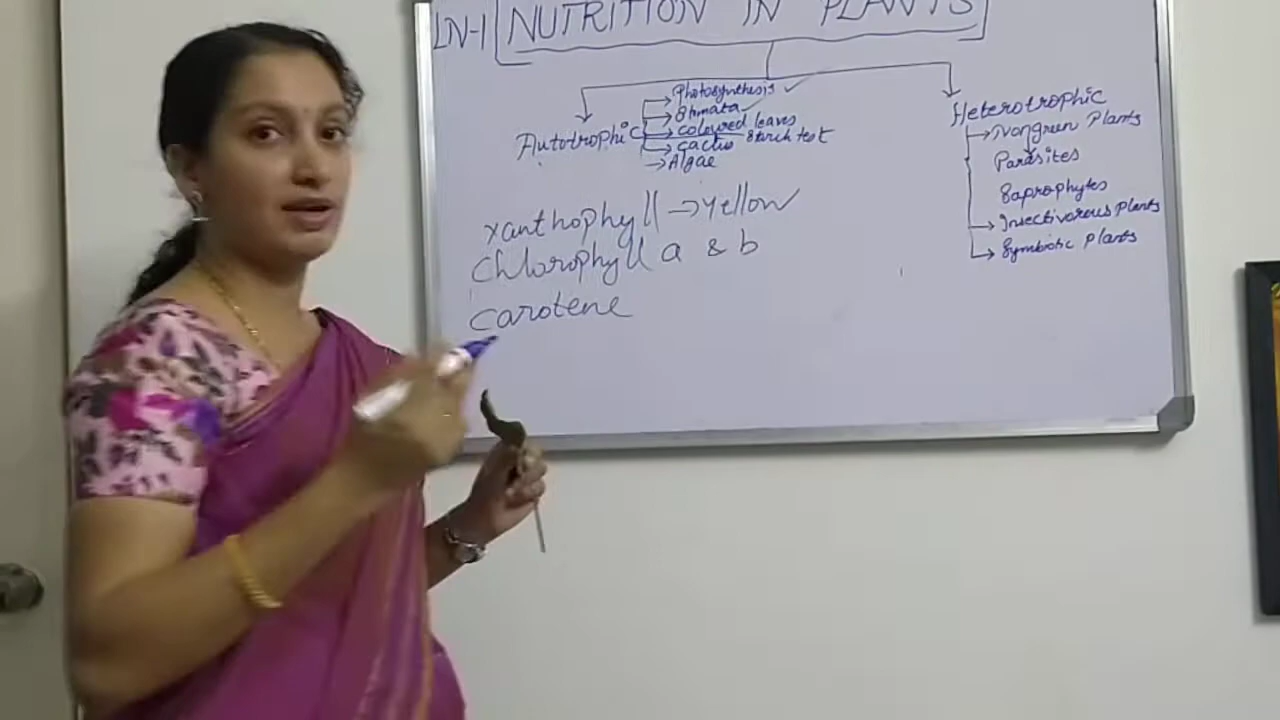 LN-1 NUTRITION IN PLANTS
Autotrophic
Photosynthesis
Stomata
coloured leaves
cactus starch test
Algae
Heterotrophic
Nongreen Plants
Parasites
Saprophytes
Insectivorous Plants
Symbiotic Plants
xanthophyll → yellow
chlorophyll a & b
carotene